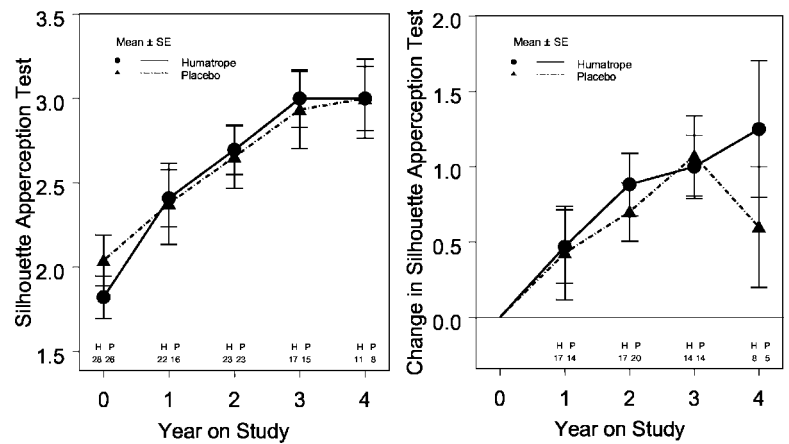 Silhouette Apperception Test
3.5
3.0
2.5
2.0
1.5
Mean ± SE
Humatrope
Placebo
H P H P H P H P H P
28 26 22 16 23 23 17 15 11 8
0 1 2 3 4
Year on Study
Change in Silhouette Apperception Test
2.0
1.5
1.0
0.5
0.0
Mean ± SE
Humatrope
Placebo
H P H P H P H P
17 14 17 20 14 14 8 5
0 1 2 3 4
Year on Study